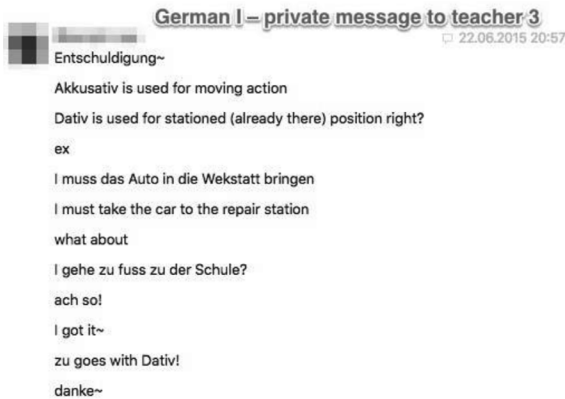 German I – private message to teacher 3
22.06.2015 20:57
Entschuldigung~
Akkusativ is used for moving action
Dativ is used for stationed (already there) position right?
ex
I muss das Auto in die Wekstatt bringen
I must take the car to the repair station
what about
I gehe zu fuss zu der Schule?
ach so!
I got it~
zu goes with Dativ!
danke~